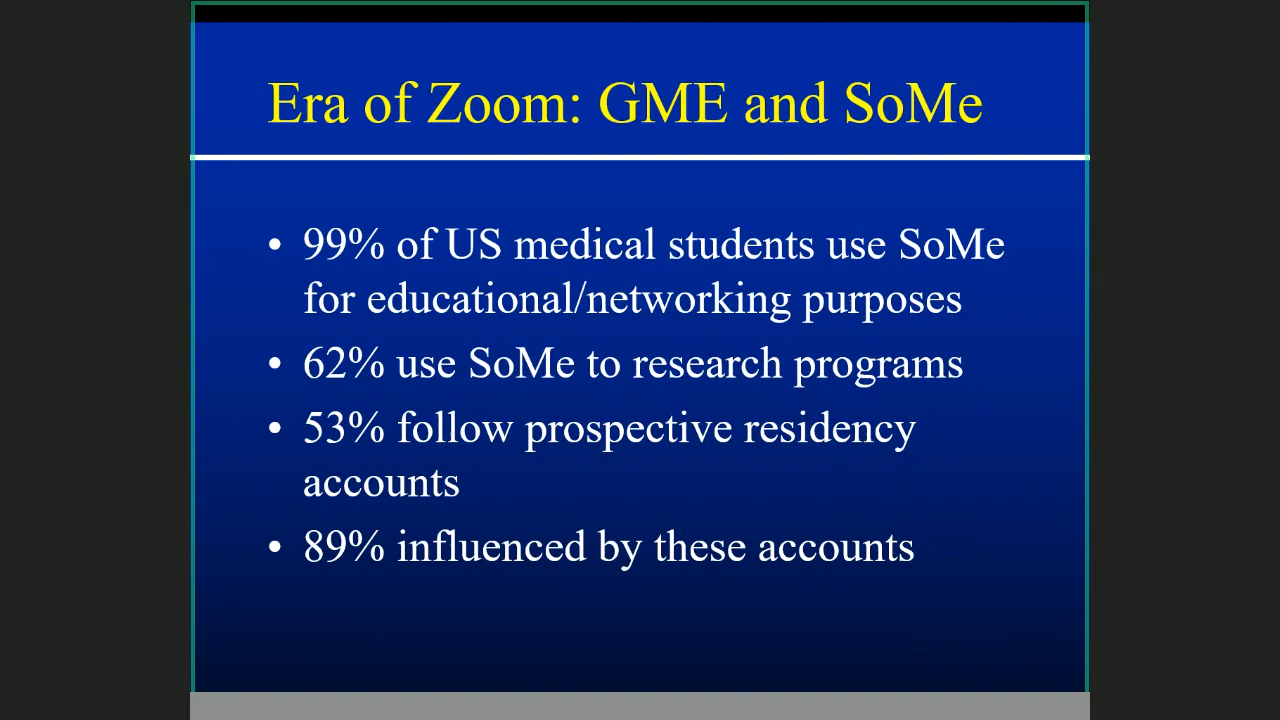 Era of Zoom: GME and SoMe
• 99% of US medical students use SoMe
for educational/networking purposes
• 62% use SoMe to research programs
• 53% follow prospective residency
accounts
• 89% influenced by these accounts